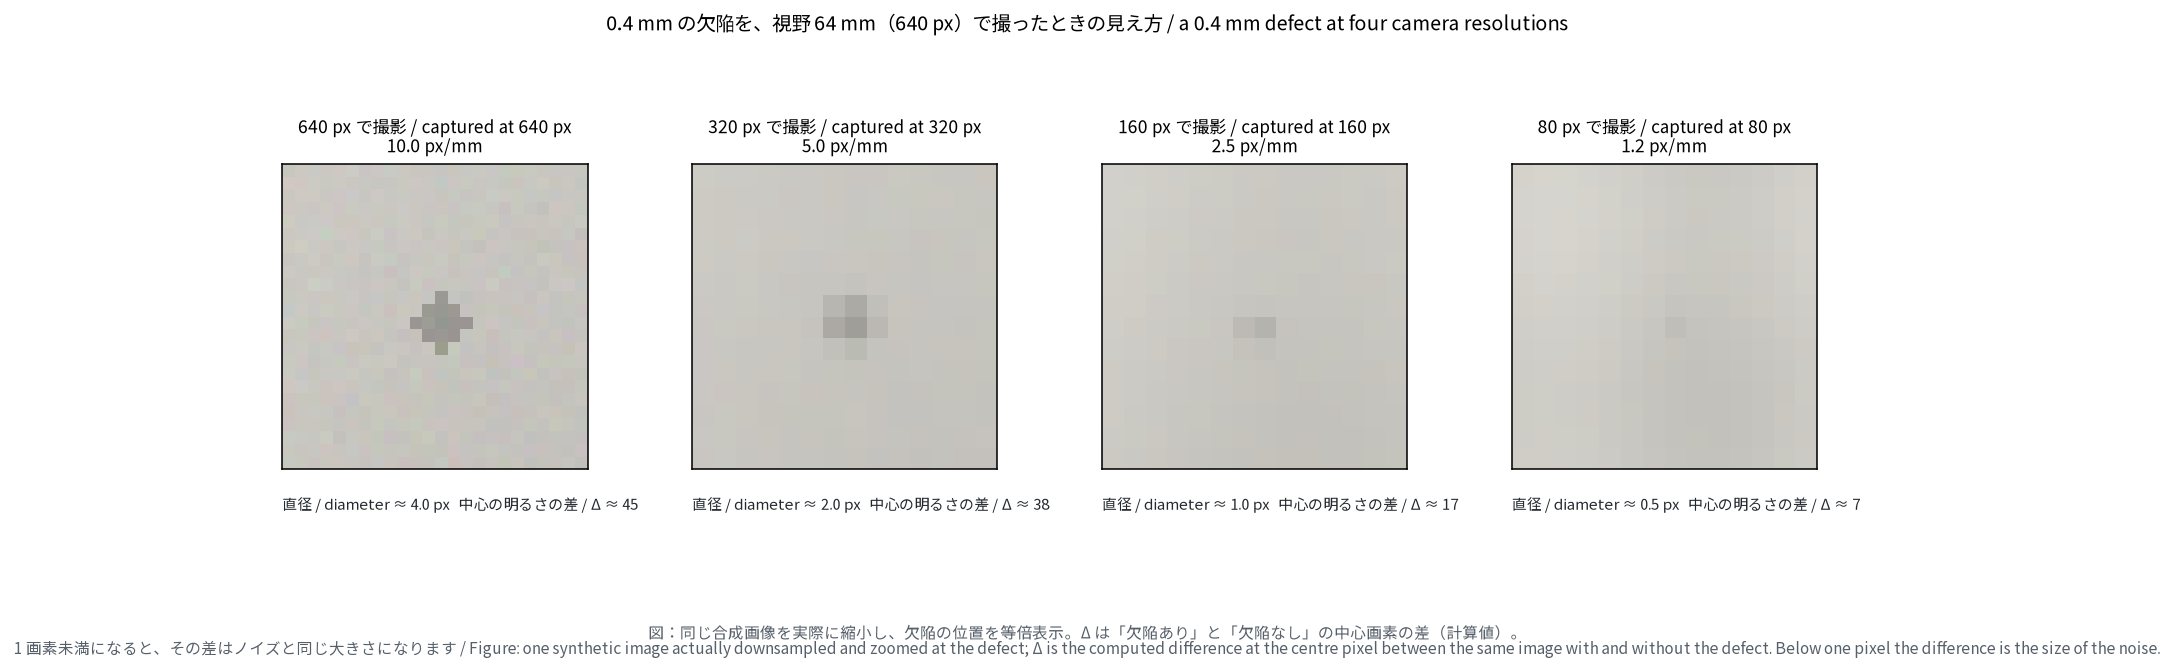 0.4 mm の欠陥を、視野 64 mm（640 px）で撮ったときの見え方 / a 0.4 mm defect at four camera resolutions
640 px で撮影 / captured at 640 px
10.0 px/mm
320 px で撮影 / captured at 320 px
5.0 px/mm
160 px で撮影 / captured at 160 px
2.5 px/mm
80 px で撮影 / captured at 80 px
1.2 px/mm
直径 / diameter ≈ 4.0 px 中心の明るさの差 / Δ ≈ 45
直径 / diameter ≈ 2.0 px 中心の明るさの差 / Δ ≈ 38
直径 / diameter ≈ 1.0 px 中心の明るさの差 / Δ ≈ 17
直径 / diameter ≈ 0.5 px 中心の明るさの差 / Δ ≈ 7
図：同じ合成画像を実際に縮小し、欠陥の位置を等倍表示。Δ は「欠陥あり」と「欠陥なし」の中心画素の差（計算値）。
1 画素未満になると、その差はノイズと同じ大きさになります / Figure: one synthetic image actually downsampled and zoomed at the defect; Δ is the computed difference at the centre pixel between the same image with and without the defect. Below one pixel the difference is the size of the noise.